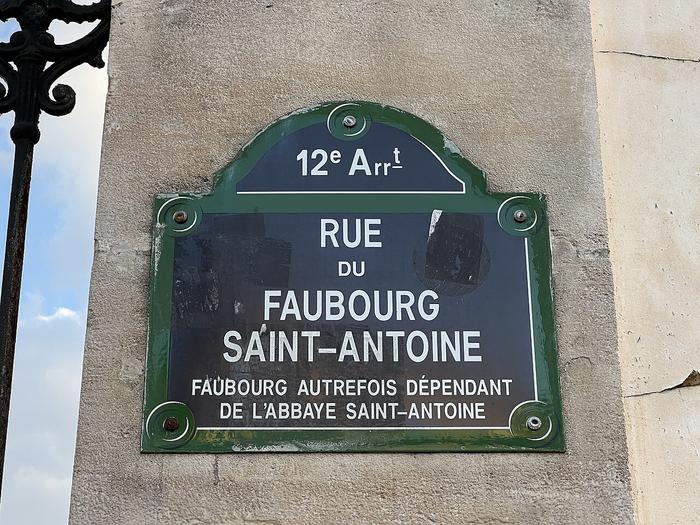 12e Arrt
RUE
DU
FAUBOURG
SAINT–ANTOINE
FAUBOURG AUTREFOIS DÉPENDANT
DE L'ABBAYE SAINT–ANTOINE